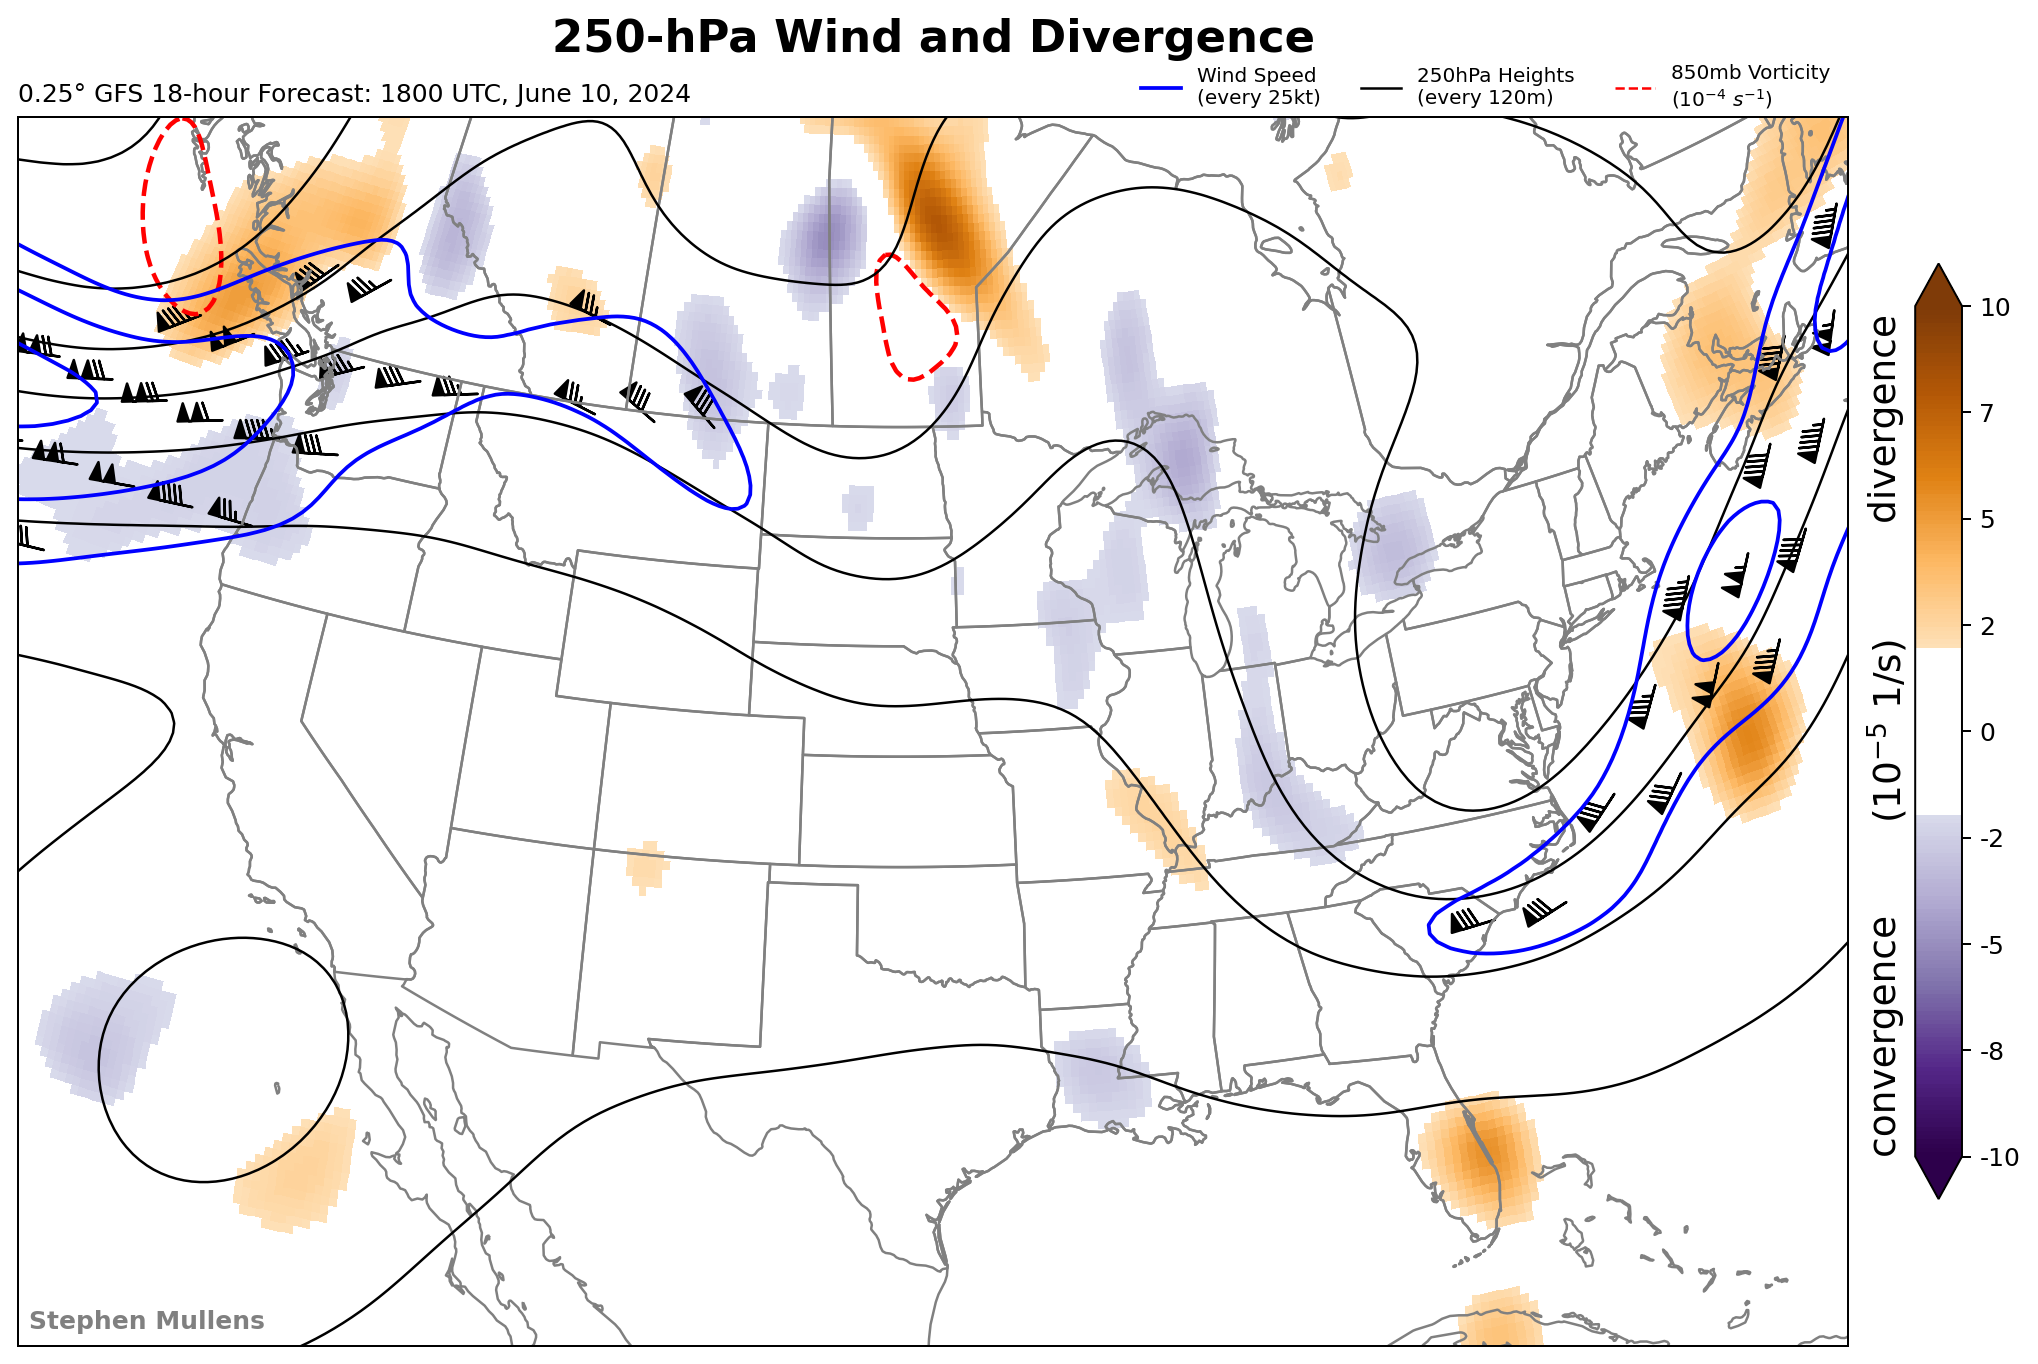 250-hPa Wind and Divergence
0.25° GFS 18-hour Forecast: 1800 UTC, June 10, 2024
Wind Speed
(every 25kt)
250hPa Heights
(every 120m)
850mb Vorticity
(10⁻⁴ s⁻¹)
10
7
5
2
0
-2
-5
-8
-10
convergence (10⁻⁵ 1/s) divergence
Stephen Mullens